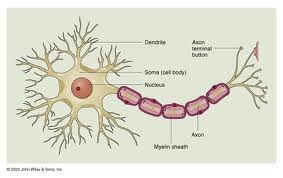 Dendrite
Axon
terminal
button
Soma (cell body)
Nucleus
Axon
Myelin sheath
© 2000 John Wiley & Sons, Inc.